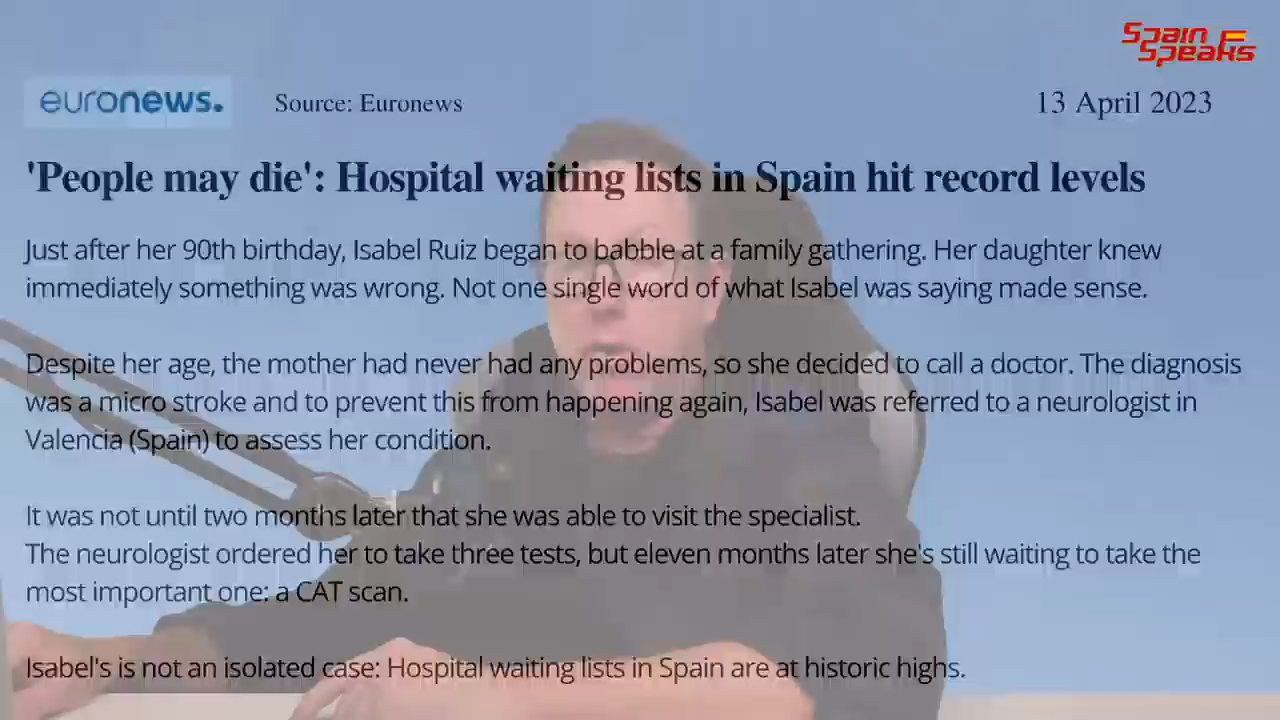 Spain
Speaks
euronews.
Source: Euronews
13 April 2023
'People may die': Hospital waiting lists in Spain hit record levels
Just after her 90th birthday, Isabel Ruiz began to babble at a family gathering. Her daughter knew
immediately something was wrong. Not one single word of what Isabel was saying made sense.
Despite her age, the mother had never had any problems, so she decided to call a doctor. The diagnosis
was a micro stroke and to prevent this from happening again, Isabel was referred to a neurologist in
Valencia (Spain) to assess her condition.
It was not until two months later that she was able to visit the specialist.
The neurologist ordered her to take three tests, but eleven months later she's still waiting to take the
most important one: a CAT scan.
Isabel's is not an isolated case: Hospital waiting lists in Spain are at historic highs.